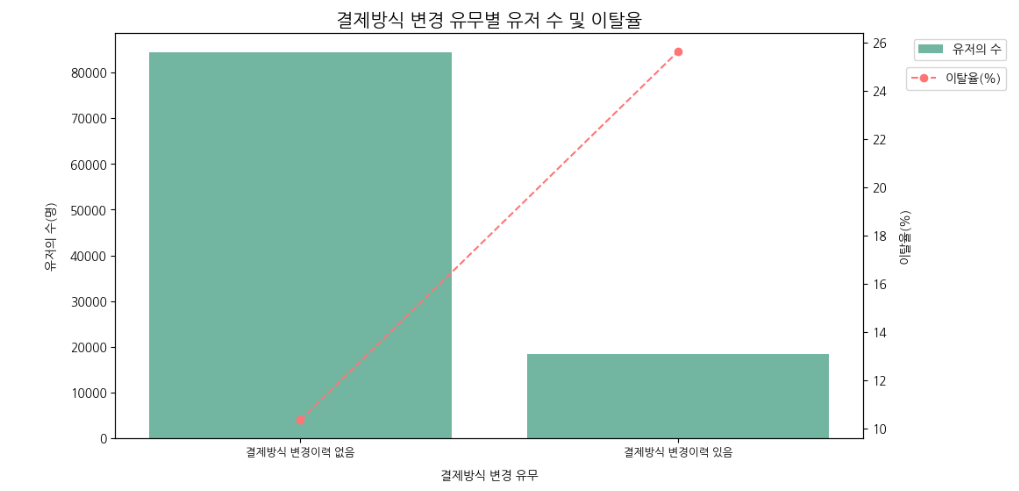 결제방식 변경 유무별 유저 수 및 이탈율
유저의 수
이탈율(%)
유저의 수(명)
80000
70000
60000
50000
40000
30000
20000
10000
0
26
24
22
20
18
16
14
12
10
이탈율(%)
결제방식 변경이력 없음
결제방식 변경이력 있음
결제방식 변경 유무